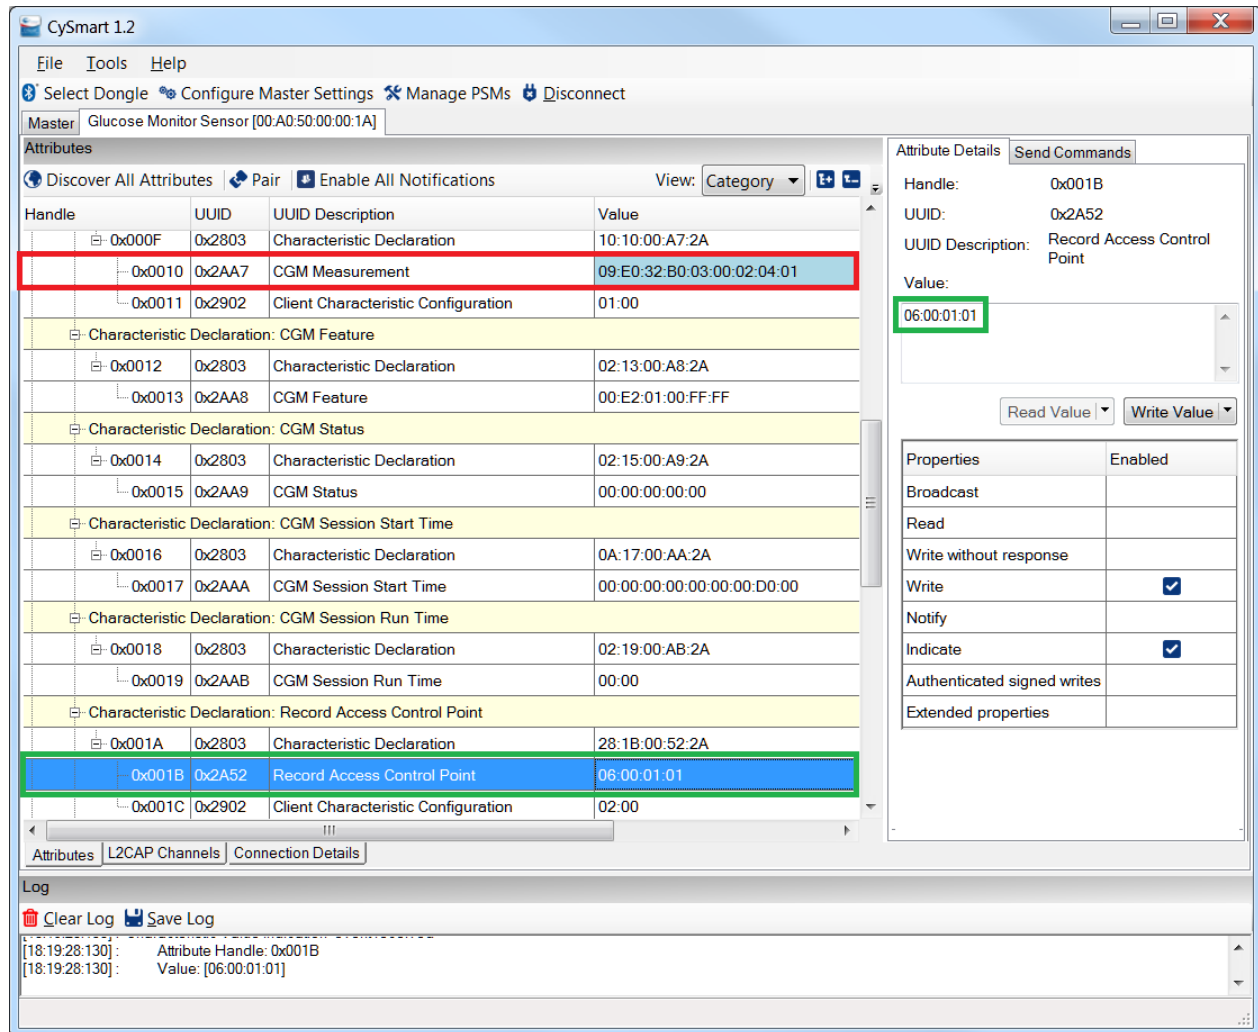 CySmart 1.2
File Tools Help
Select Dongle Configure Master Settings Manage PSMs Disconnect
Master Glucose Monitor Sensor [00:A0:50:00:00:1A]
Attributes
Discover All Attributes Pair Enable All Notifications View: Category
Handle UUID UUID Description Value
0x000F 0x2803 Characteristic Declaration 10:10:00:A7:2A
0x0010 0x2AA7 CGM Measurement 09:E0:32:B0:03:00:02:04:01
0x0011 0x2902 Client Characteristic Configuration 01:00
Characteristic Declaration: CGM Feature
0x0012 0x2803 Characteristic Declaration 02:13:00:A8:2A
0x0013 0x2AA8 CGM Feature 00:E2:01:00:FF:FF
Characteristic Declaration: CGM Status
0x0014 0x2803 Characteristic Declaration 02:15:00:A9:2A
0x0015 0x2AA9 CGM Status 00:00:00:00:00
Characteristic Declaration: CGM Session Start Time
0x0016 0x2803 Characteristic Declaration 0A:17:00:AA:2A
0x0017 0x2AAA CGM Session Start Time 00:00:00:00:00:00:00:D0:00
Characteristic Declaration: CGM Session Run Time
0x0018 0x2803 Characteristic Declaration 02:19:00:AB:2A
0x0019 0x2AAB CGM Session Run Time 00:00
Characteristic Declaration: Record Access Control Point
0x001A 0x2803 Characteristic Declaration 28:1B:00:52:2A
0x001B 0x2A52 Record Access Control Point 06:00:01:01
0x001C 0x2902 Client Characteristic Configuration 02:00
Attributes L2CAP Channels Connection Details
Attribute Details Send Commands
Handle: 0x001B
UUID: 0x2A52
UUID Description: Record Access Control
Point
Value:
06:00:01:01
Read Value Write Value
Properties Enabled
Broadcast
Read
Write without response
Write
Notify
Indicate
Authenticated signed writes
Extended properties
Log
Clear Log Save Log
[18:19:28:130] : Attribute Handle: 0x001B
[18:19:28:130] : Value: [06:00:01:01]